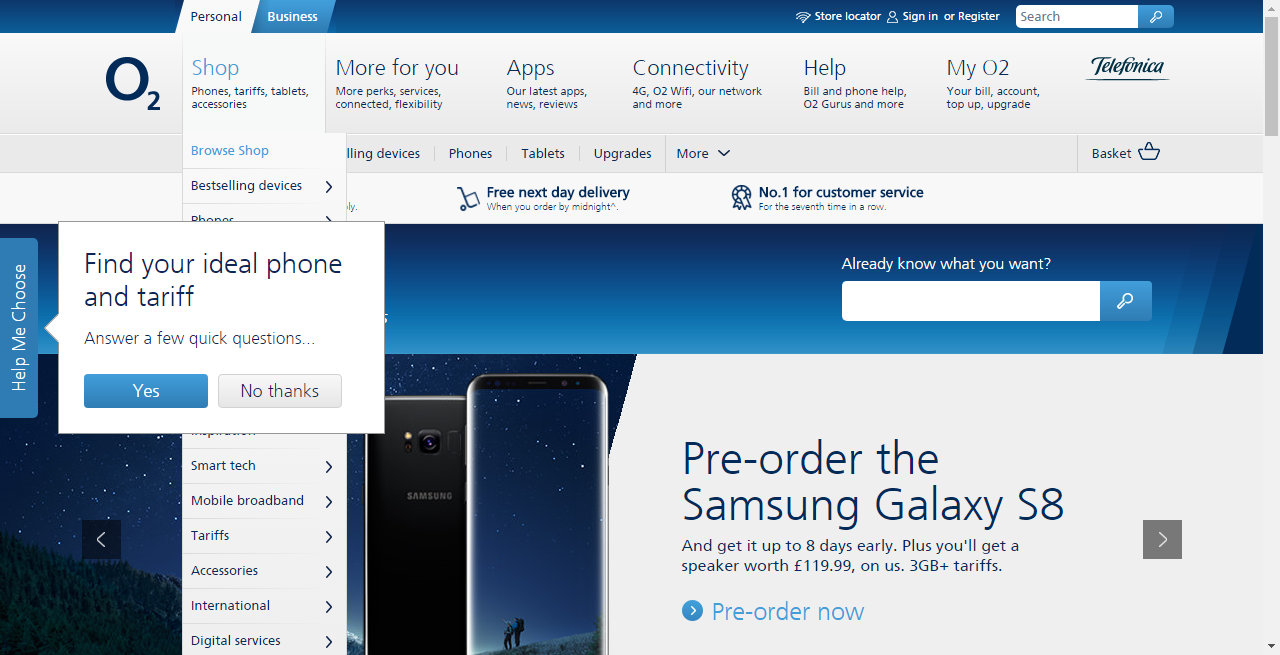 Personal
Business
Store locator
Sign in or Register
Search
O2
Shop
Phones, tariffs, tablets,
accessories
More for you
More perks, services,
connected, flexibility
Apps
Our latest apps,
news, reviews
Connectivity
4G, O2 Wifi, our network
and more
Help
Bill and phone help,
O2 Gurus and more
My O2
Your bill, account,
top up, upgrade
Telefónica
Browse Shop
devices
Phones
Tablets
Upgrades
More
Basket
Bestselling devices
Free next day delivery
When you order by midnight^.
No.1 for customer service
For the seventh time in a row.
Phones
Help Me Choose
Find your ideal phone
and tariff
Answer a few quick questions...
Yes
No thanks
Already know what you want?
Inspiration
Smart tech
Mobile broadband
Tariffs
Accessories
International
Digital services
SAMSUNG
Pre-order the
Samsung Galaxy S8
And get it up to 8 days early. Plus you'll get a
speaker worth £119.99, on us. 3GB+ tariffs.
Pre-order now